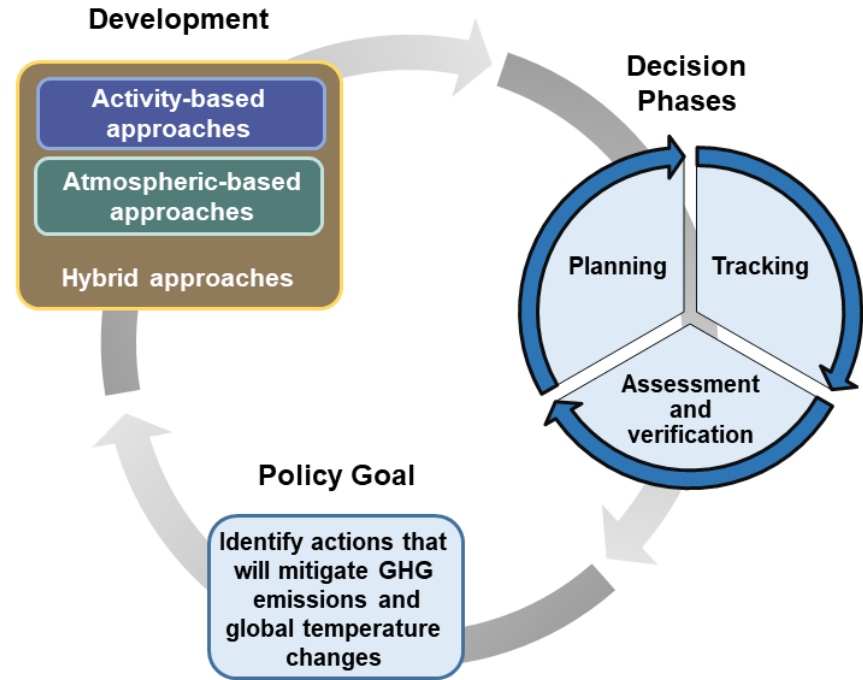 Development
Activity-based
approaches
Atmospheric-based
approaches
Hybrid approaches
Decision
Phases
Planning
Tracking
Assessment
and
verification
Policy Goal
Identify actions that
will mitigate GHG
emissions and
global temperature
changes